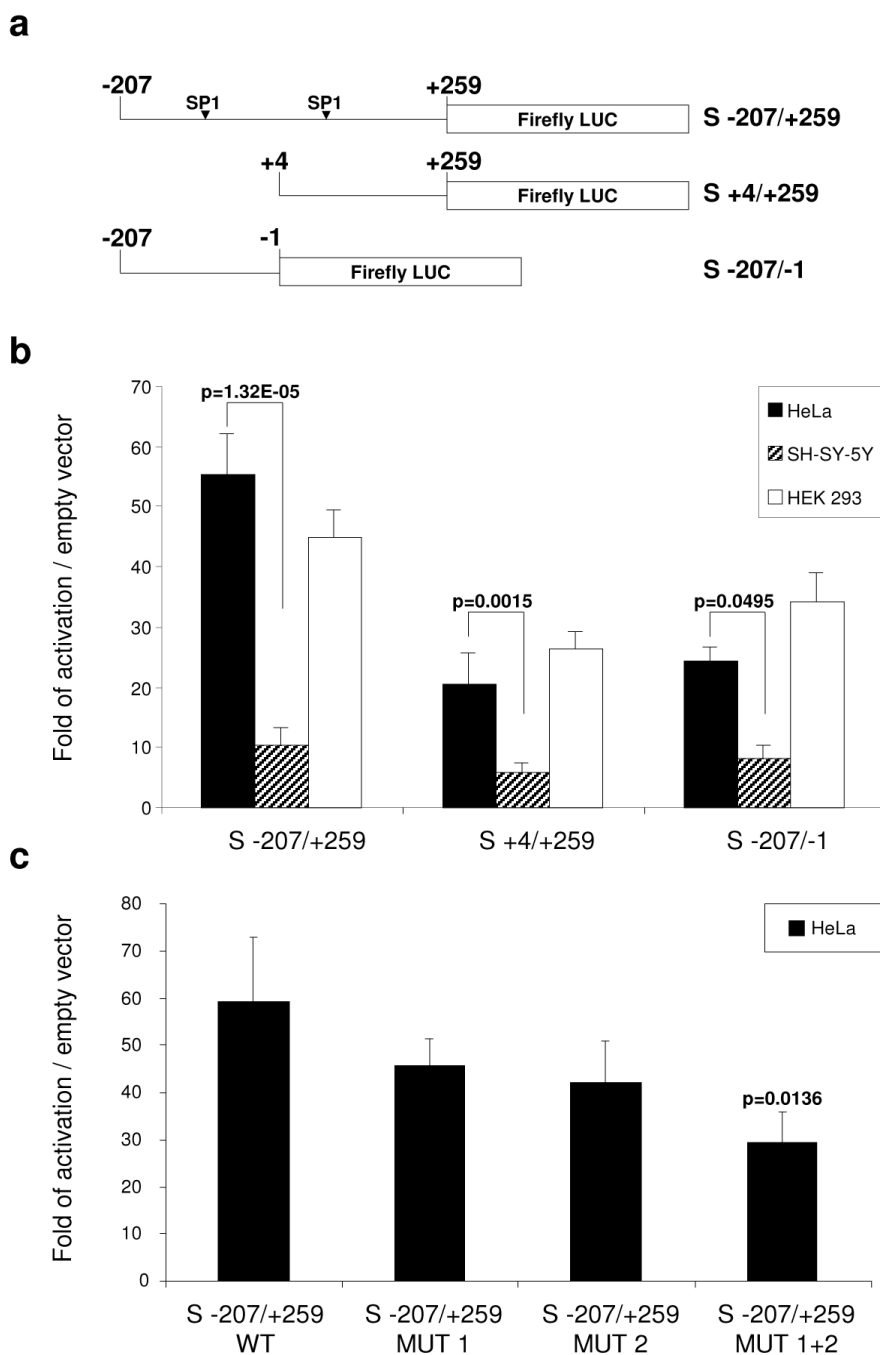 a
-207 SP1 SP1 +259
Firefly LUC S -207/+259
+4 +259
Firefly LUC S +4/+259
-207 -1
Firefly LUC S -207/-1
b
Fold of activation / empty vector
70
60
50
40
30
20
10
0
p=1.32E-05
p=0.0015
p=0.0495
HeLa
SH-SY-5Y
HEK 293
S -207/+259 S +4/+259 S -207/-1
c
Fold of activation / empty vector
80
70
60
50
40
30
20
10
0
HeLa
p=0.0136
S -207/+259 S -207/+259 S -207/+259 S -207/+259
WT MUT 1 MUT 2 MUT 1+2